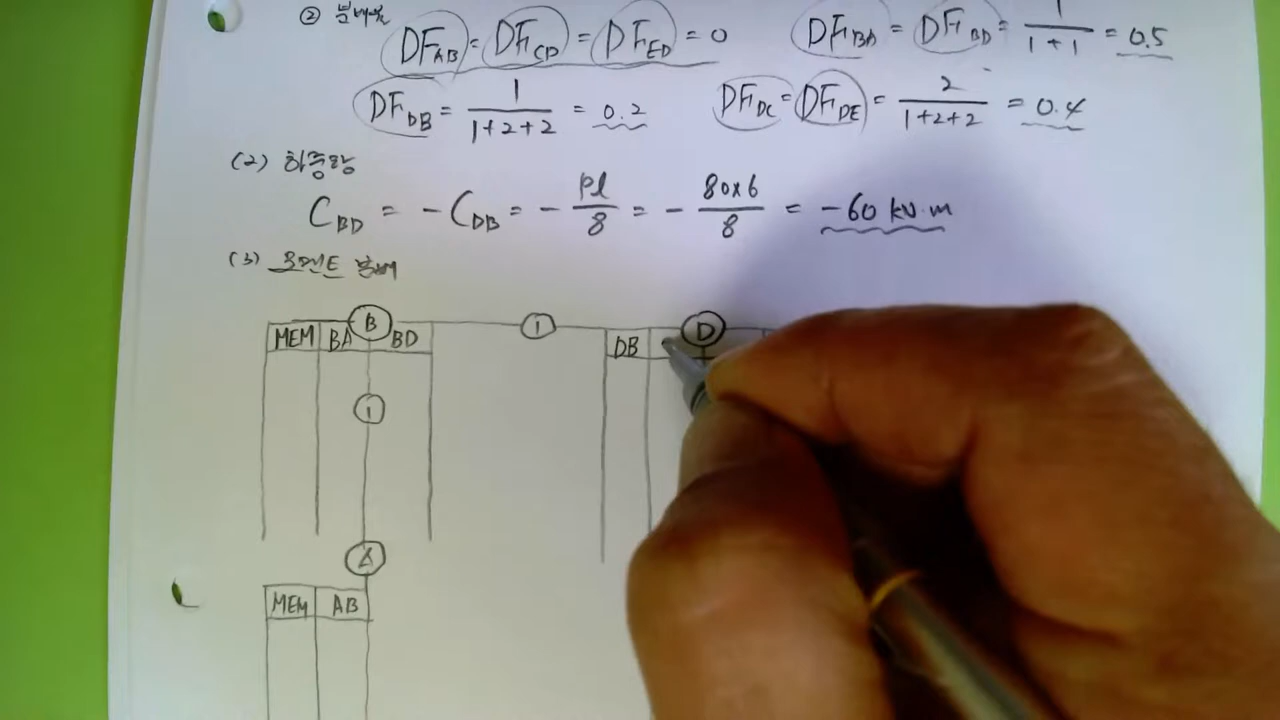 ② 분배율
DF_AB = DF_CD = DF_ED = 0 DF_BA = DF_BD = 1/(1+1) = 0.5
DF_DB = 1/(1+2+2) = 0.2 DF_DC = DF_DE = 2/(1+2+2) = 0.4
(2) 하중항
C_BD = -C_DB = - Pl/8 = - 80x6/8 = -60 kN·m
(3) 모멘트 분배
B 1 D
MEM BA BD DB
1
A
MEM AB